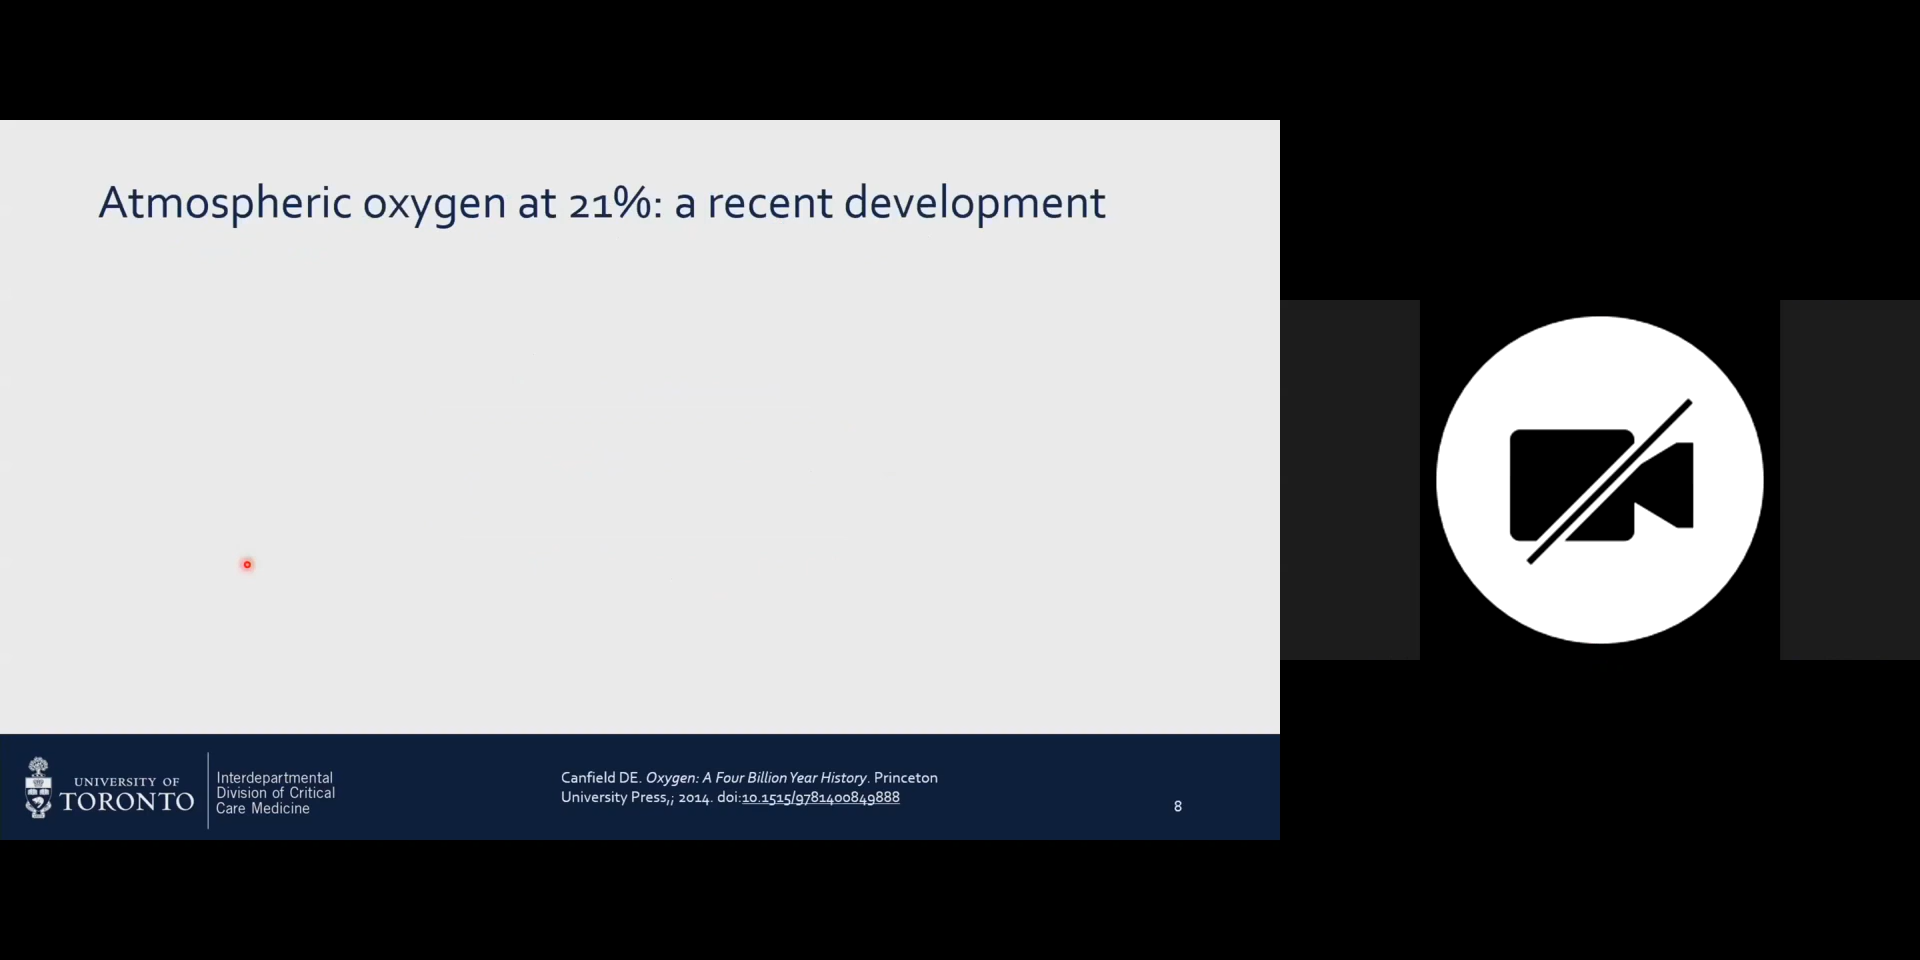 Atmospheric oxygen at 21%: a recent development
UNIVERSITY OF
TORONTO
Interdepartmental
Division of Critical
Care Medicine
Canfield DE. Oxygen: A Four Billion Year History. Princeton
University Press,; 2014. doi:10.1515/9781400849888
8